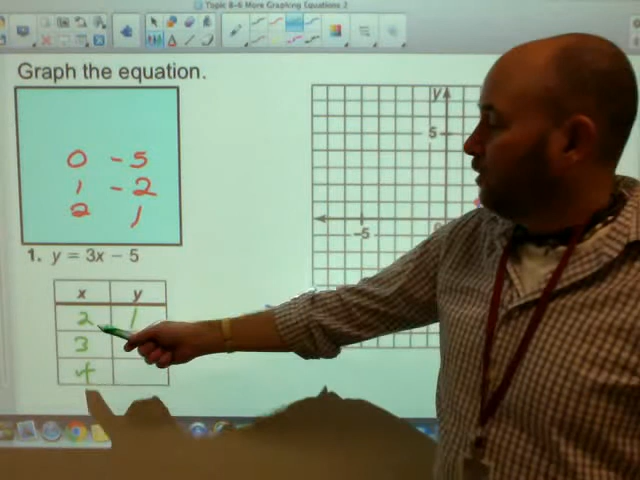 Topic 8-6 More Graphing Equations 2
Graph the equation.
0 -5
1 -2
2 1
1. y = 3x − 5
x y
2 1
3
4
y
5
-5
0